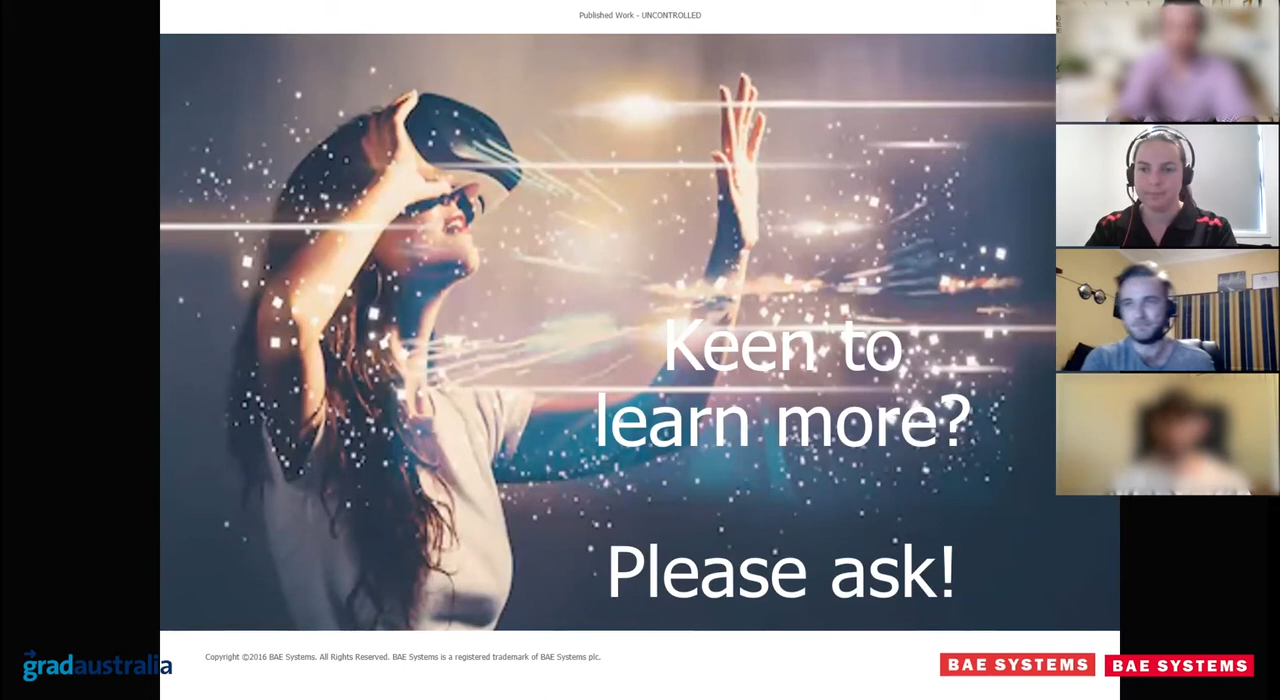 Published Work - UNCONTROLLED
Keen to
learn more?
Please ask!
gradaustralia
Copyright ©2016 BAE Systems. All Rights Reserved. BAE Systems is a registered trademark of BAE Systems plc.
BAE SYSTEMS
BAE SYSTEMS